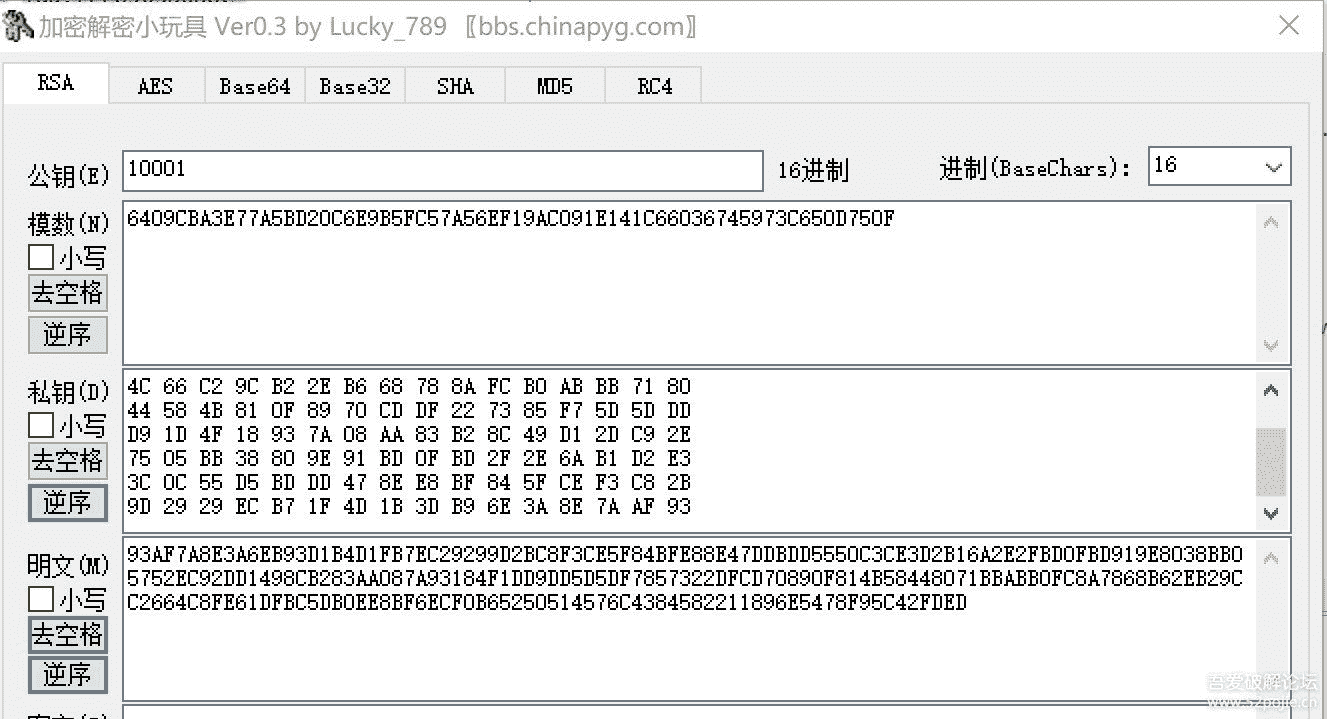 加密解密小玩具 Ver0.3 by Lucky_789 〖bbs.chinapyg.com〗
RSA AES Base64 Base32 SHA MD5 RC4
公钥(E) 10001 16进制 进制(BaseChars): 16
模数(N) 6409CBA3E77A5BD20C6E9B5FC57A56EF19AC091E141C66036745973C650D750F
小写
去空格
逆序
私钥(D) 4C 66 C2 9C B2 2E B6 68 78 8A FC B0 AB BB 71 80
44 58 4B 81 0F 89 70 CD DF 22 73 85 F7 5D 5D DD
小写
D9 1D 4F 18 93 7A 08 AA 83 B2 8C 49 D1 2D C9 2E
去空格
75 05 BB 38 80 9E 91 BD 0F BD 2F 2E 6A B1 D2 E3
3C 0C 55 D5 BD DD 47 8E E8 BF 84 5F CE F3 C8 2B
逆序
9D 29 29 EC B7 1F 4D 1B 3D B9 6E 3A 8E 7A AF 93
明文(M) 93AF7A8E3A6EB93D1B4D1FB7EC29299D2BC8F3CE5F84BFE88E47DDBDD5550C3CE3D2B16A2E2FBD0FBD919E8038BB0
5752EC92DD1498CB283AA087A93184F1DD9DD5D5DF7857322DFCD70890F814B58448071BBABB0FC8A7868B62EB29C
小写
C2664C8FE61DFBC5DB0EE8BF6ECF0B65250514576C4384582211896E5478F95C42FDED
去空格
逆序
吾爱破解论坛
www.52pojie.cn